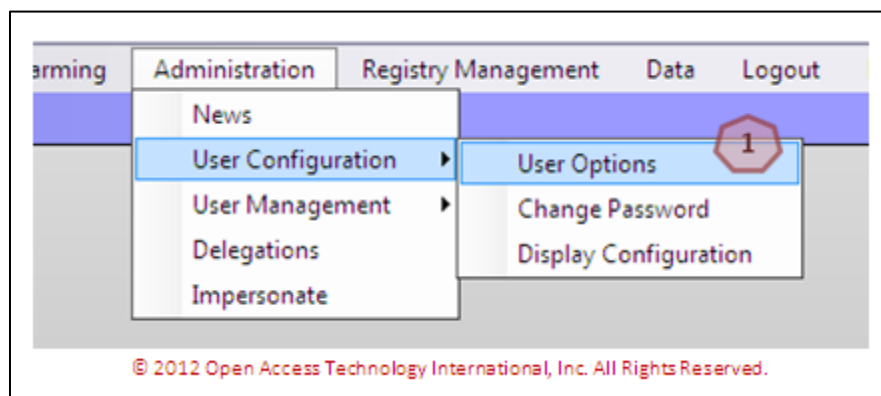 arming Administration Registry Management Data Logout
News
User Configuration User Options 1
User Management Change Password
Delegations Display Configuration
Impersonate
© 2012 Open Access Technology International, Inc. All Rights Reserved.